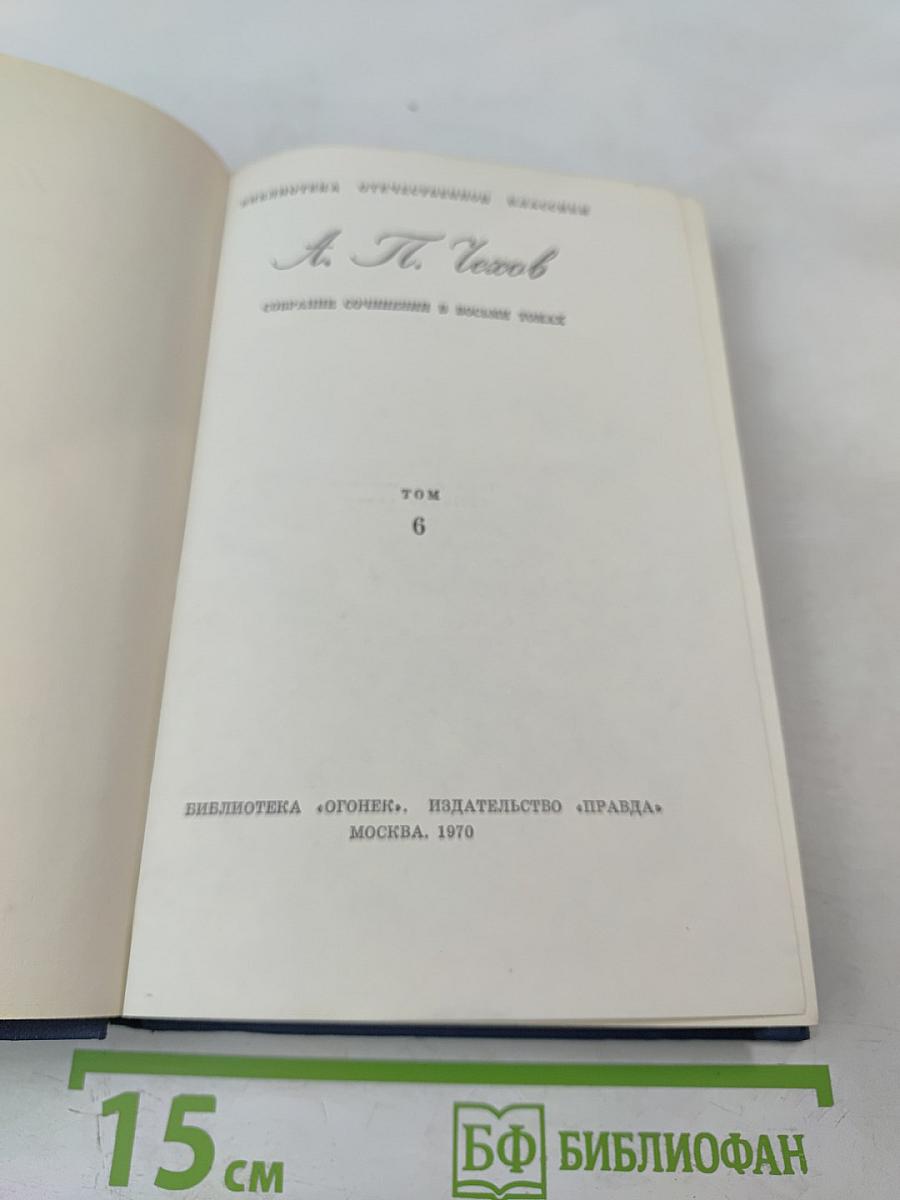 БИБЛИОТЕКА ОТЕЧЕСТВЕННОЙ КЛАССИКИ
А. П. Чехов
СОБРАНИЕ СОЧИНЕНИЙ В ВОСЬМИ ТОМАХ
ТОМ
6
БИБЛИОТЕКА «ОГОНЕК». ИЗДАТЕЛЬСТВО «ПРАВДА»
МОСКВА. 1970
15 см
БФ БИБЛИОФАН